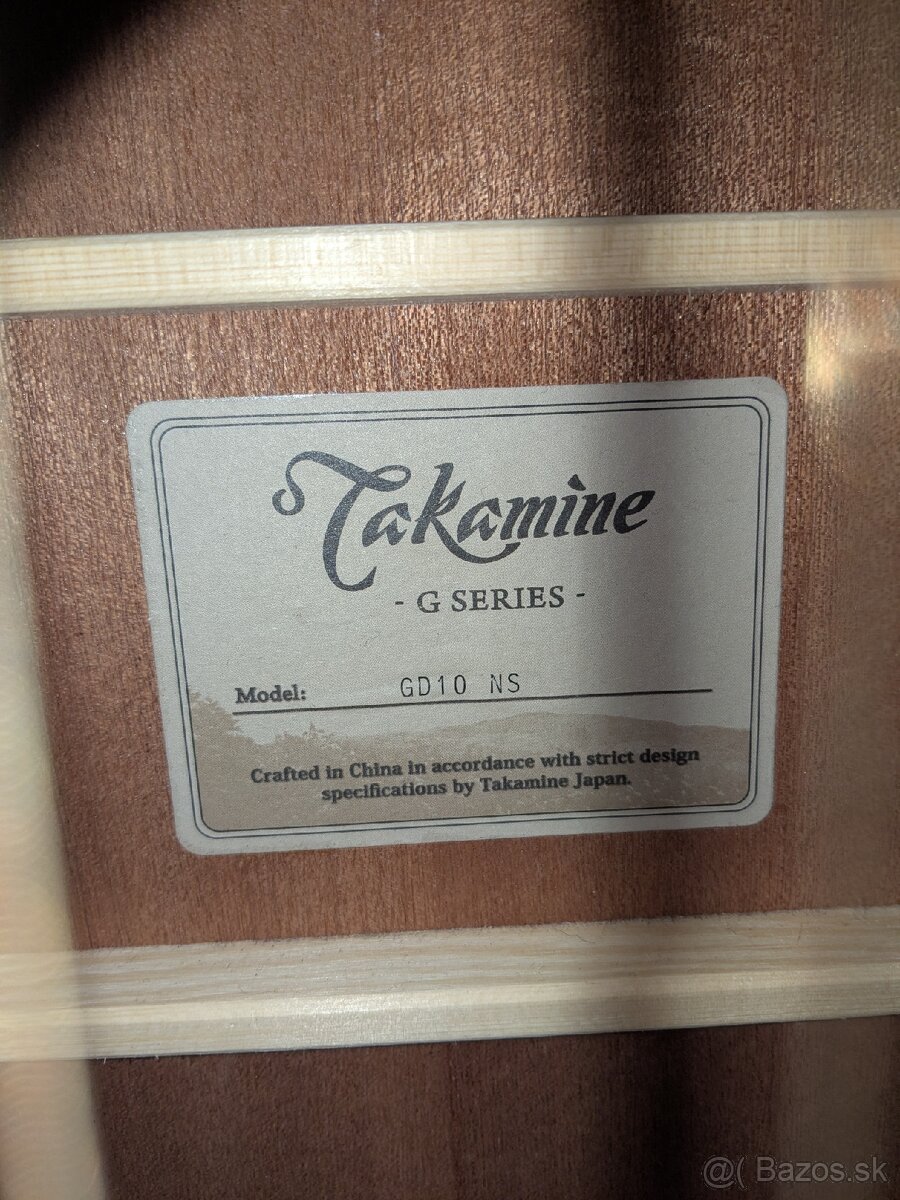 Takamine
- G SERIES -
Model: GD10 NS
Crafted in China in accordance with strict design
specifications by Takamine Japan.
@( Bazos.sk